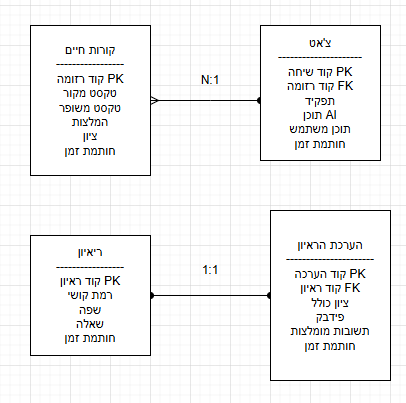 קורות חיים
-----------------
PK קוד רזומה
טקסט מקור
טקסט משופר
המלצות
ציון
חותמת זמן
N:1
צ'אט
---------------------
PK קוד שיחה
FK קוד רזומה
תפקיד
תוכן AI
תוכן משתמש
חותמת זמן
ריאיון
-----------------
PK קוד ראיון
רמת קושי
שפה
שאלה
חותמת זמן
1:1
הערכת הראיון
----------------------
PK קוד הערכה
FK קוד ראיון
ציון כולל
פידבק
תשובות מומלצות
חותמת זמן